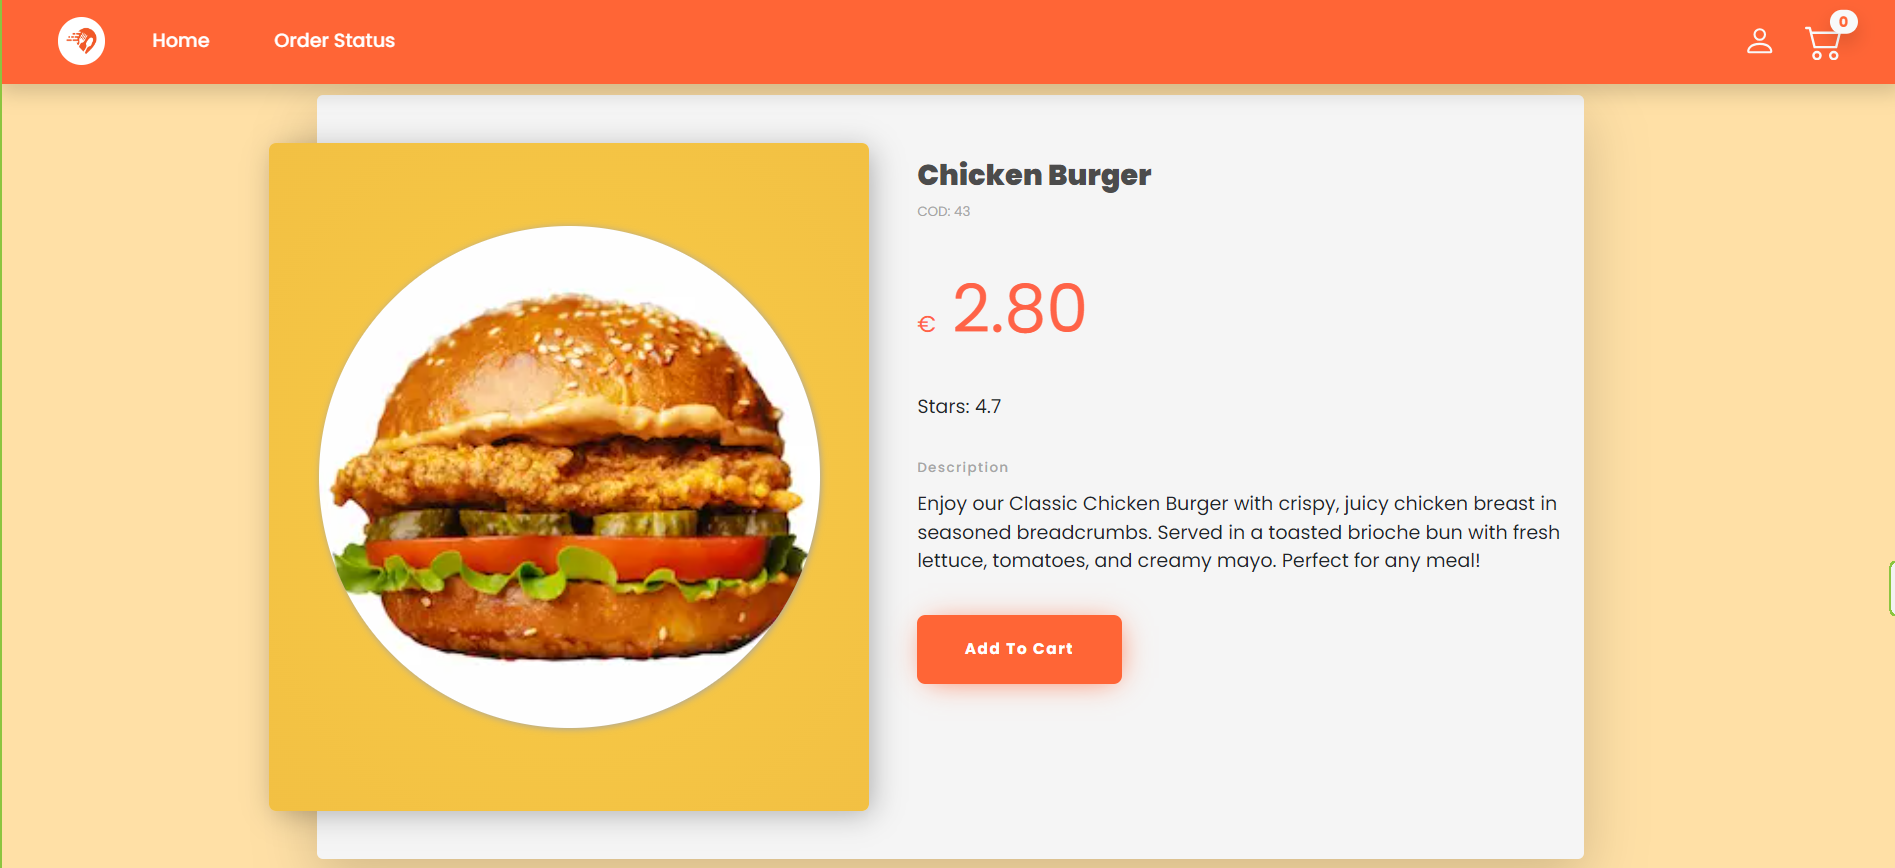 Home
Order Status
0
Chicken Burger
COD: 43
€ 2.80
Stars: 4.7
Description
Enjoy our Classic Chicken Burger with crispy, juicy chicken breast in
seasoned breadcrumbs. Served in a toasted brioche bun with fresh
lettuce, tomatoes, and creamy mayo. Perfect for any meal!
Add To Cart